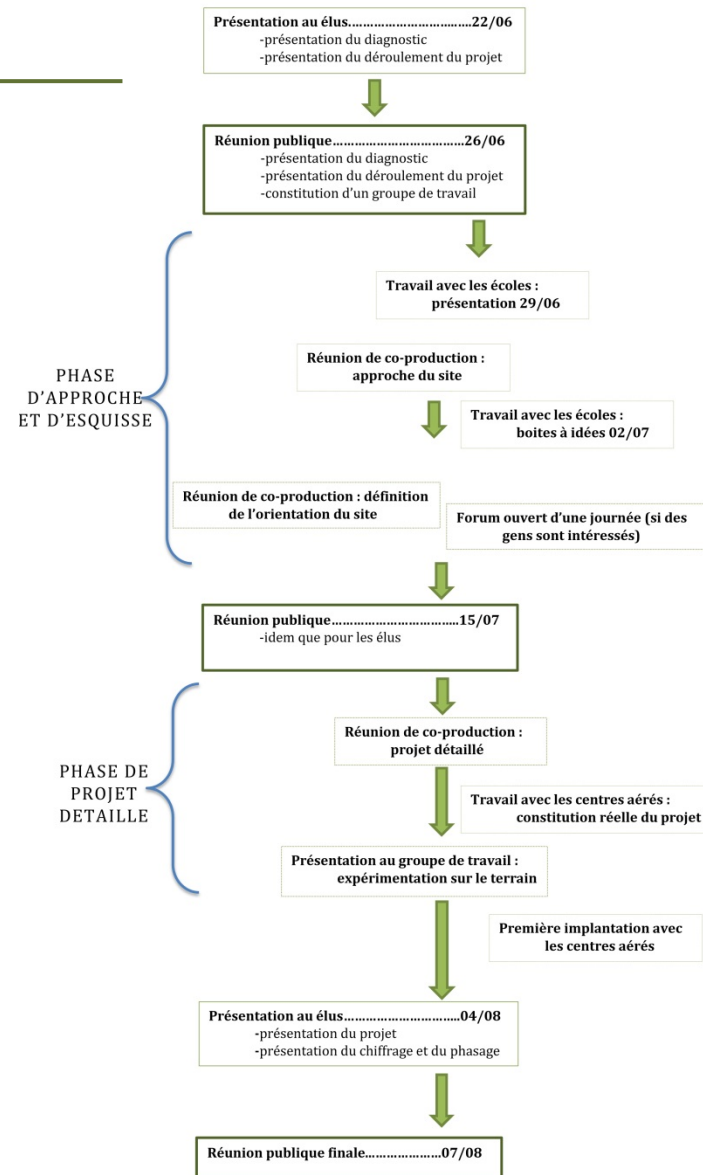 Présentation au élus……………………………22/06
-présentation du diagnostic
-présentation du déroulement du projet
Réunion publique………………………………26/06
-présentation du diagnostic
-présentation du déroulement du projet
-constitution d'un groupe de travail
PHASE
D'APPROCHE
ET D'ESQUISSE
Travail avec les écoles :
présentation 29/06
Réunion de co-production :
approche du site
Travail avec les écoles :
boites à idées 02/07
Réunion de co-production : définition
de l'orientation du site
Forum ouvert d'une journée (si des
gens sont intéressés)
Réunion publique……………………………..15/07
-idem que pour les élus
PHASE DE
PROJET
DETAILLE
Réunion de co-production :
projet détaillé
Travail avec les centres aérés :
constitution réelle du projet
Présentation au groupe de travail :
expérimentation sur le terrain
Première implantation avec
les centres aérés
Présentation au élus…………………………..04/08
-présentation du projet
-présentation du chiffrage et du phasage
Réunion publique finale…………………07/08